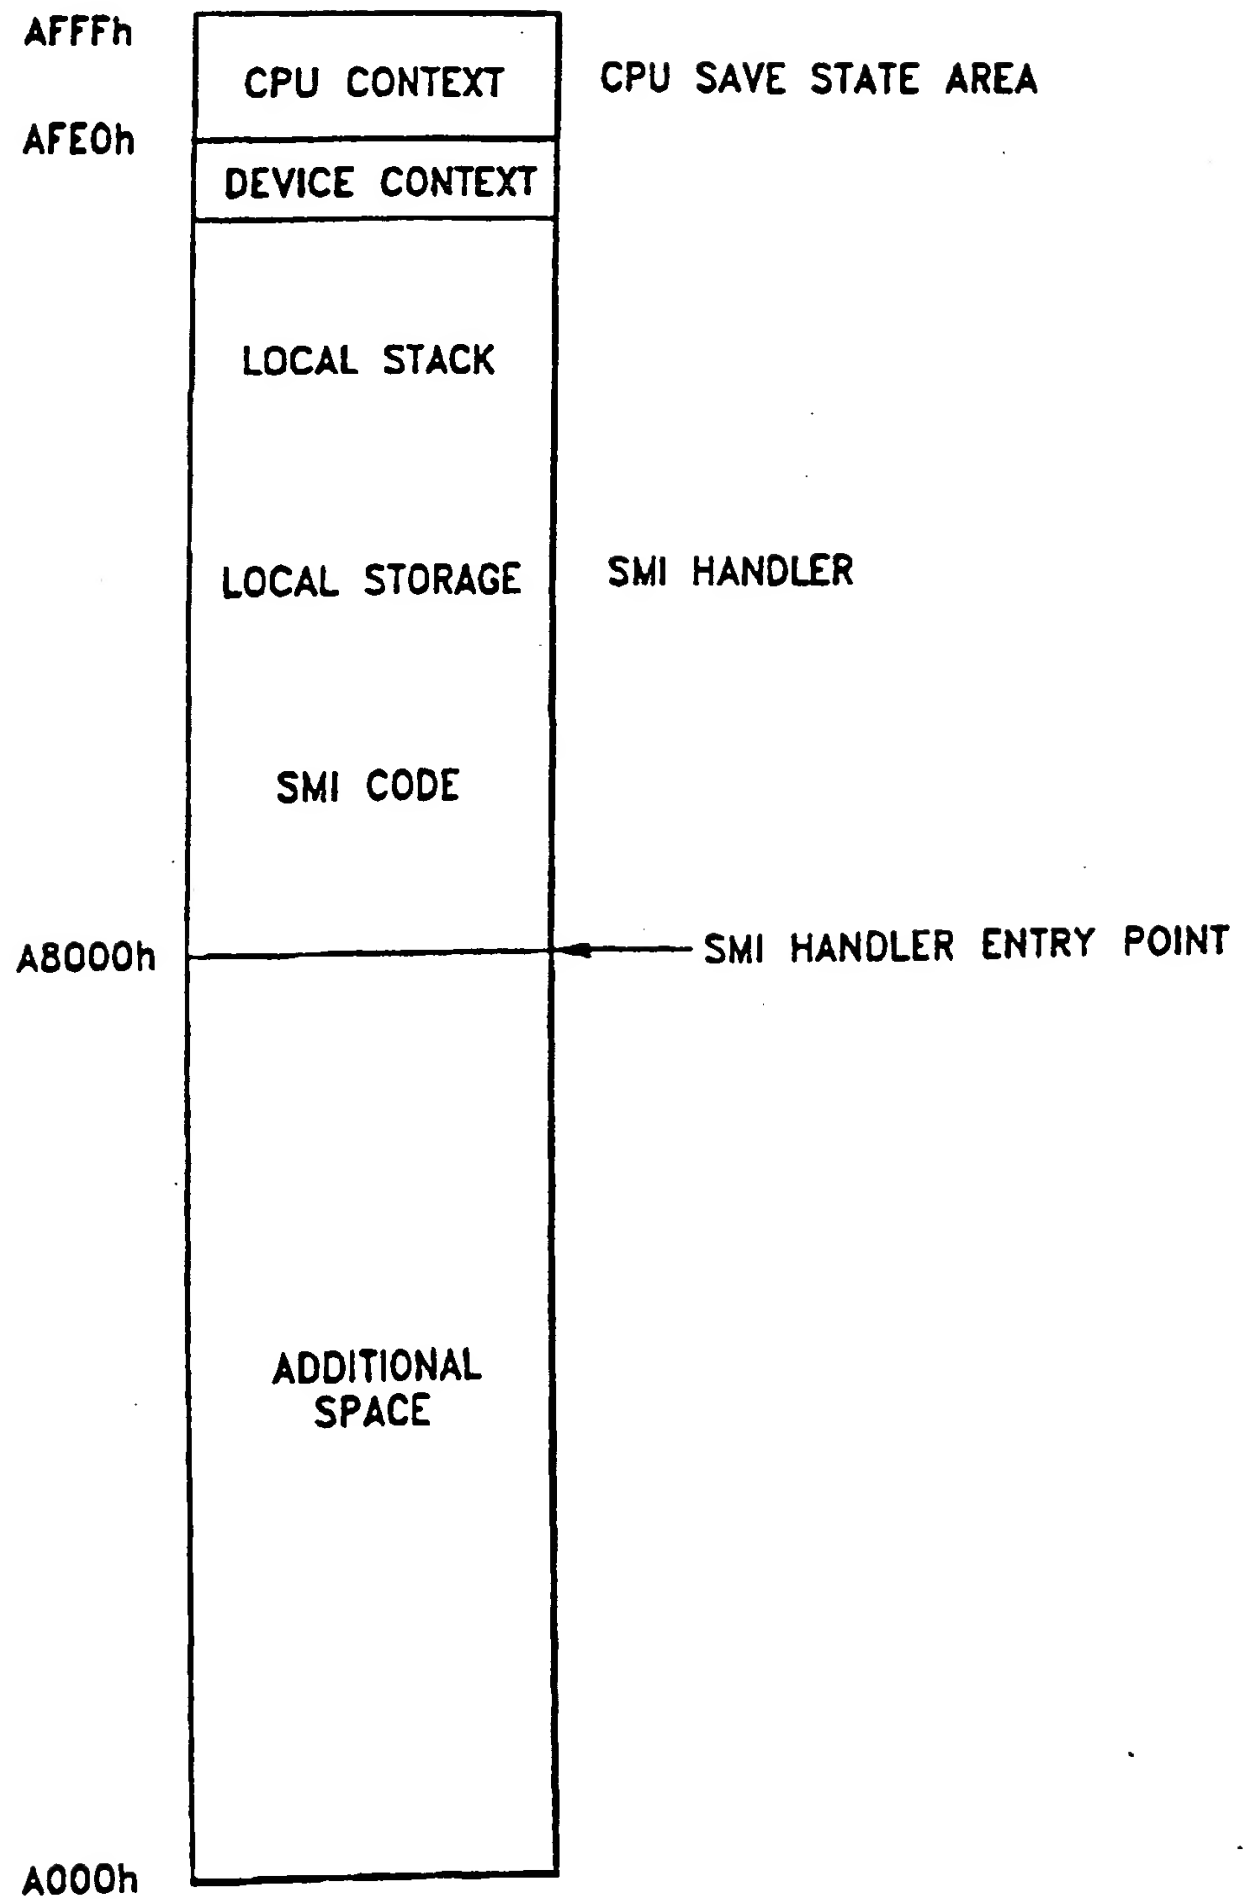 AFFFh
CPU CONTEXT
CPU SAVE STATE AREA
AFE0h
DEVICE CONTEXT
LOCAL STACK
LOCAL STORAGE
SMI HANDLER
SMI CODE
A8000h
SMI HANDLER ENTRY POINT
ADDITIONAL
SPACE
A000h